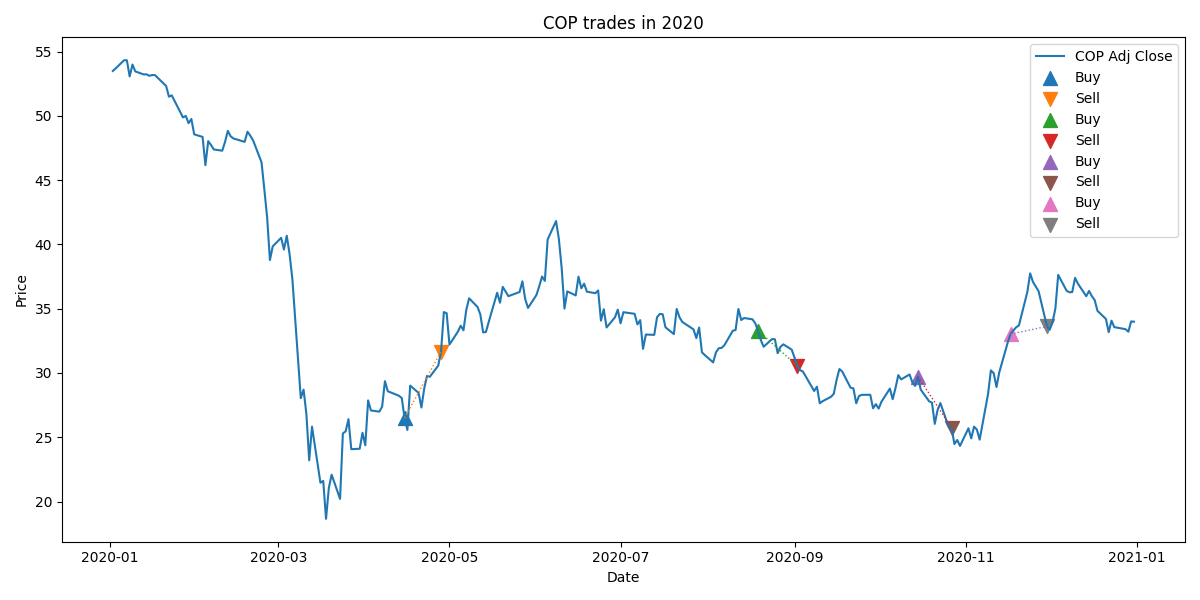 COP trades in 2020
COP Adj Close
Buy
Sell
Buy
Sell
Buy
Sell
Buy
Sell
Price
55
50
45
40
35
30
25
20
2020-01
2020-03
2020-05
2020-07
2020-09
2020-11
2021-01
Date